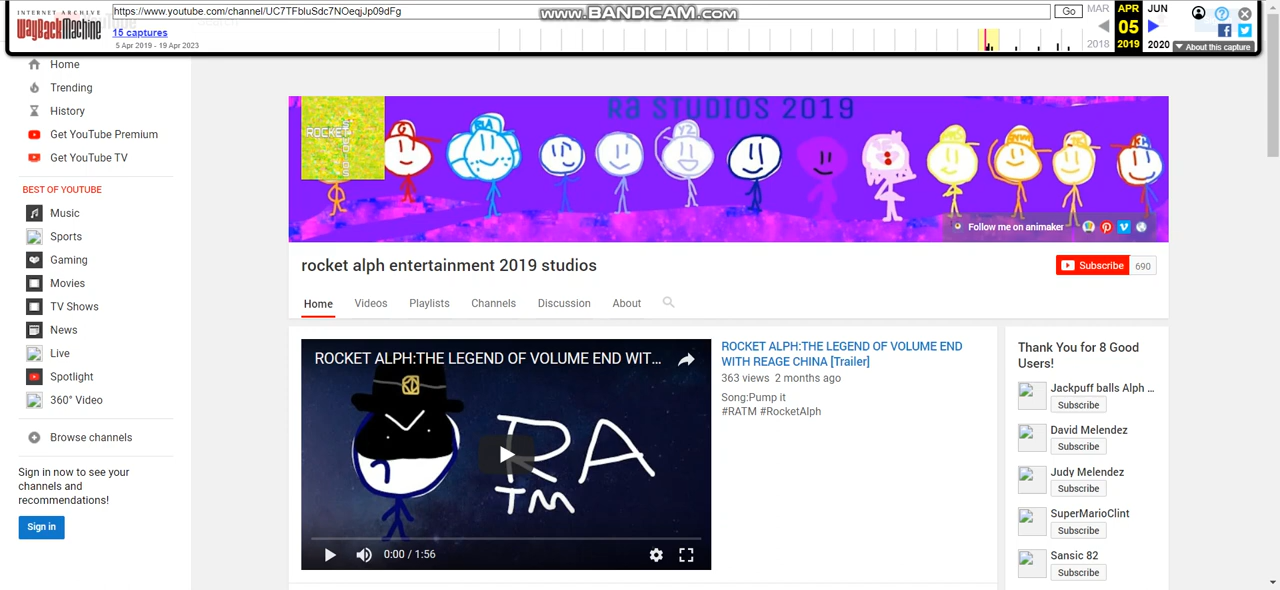 INTERNET ARCHIVE
WayBackMachine
https://www.youtube.com/channel/UC7TFbluSdc7NOeqjJp09dFg
Go
www.BANDICAM.com
15 captures
5 Apr 2019 - 19 Apr 2023
MAR
APR
JUN
05
2018
2019
2020
About this capture
Home
Trending
History
Get YouTube Premium
Get YouTube TV
BEST OF YOUTUBE
Music
Sports
Gaming
Movies
TV Shows
News
Live
Spotlight
360° Video
Browse channels
Sign in now to see your
channels and
recommendations!
Sign in
Ra STUDIOS 2019
ROCKET
STUDIOS
Follow me on animaker
rocket alph entertainment 2019 studios
Subscribe 690
Home Videos Playlists Channels Discussion About
ROCKET ALPH:THE LEGEND OF VOLUME END WIT...
RA
TM
0:00 / 1:56
ROCKET ALPH:THE LEGEND OF VOLUME END
WITH REAGE CHINA [Trailer]
363 views 2 months ago
Song:Pump it
#RATM #RocketAlph
Thank You for 8 Good
Users!
Jackpuff balls Alph ...
Subscribe
David Melendez
Subscribe
Judy Melendez
Subscribe
SuperMarioClint
Subscribe
Sansic 82
Subscribe